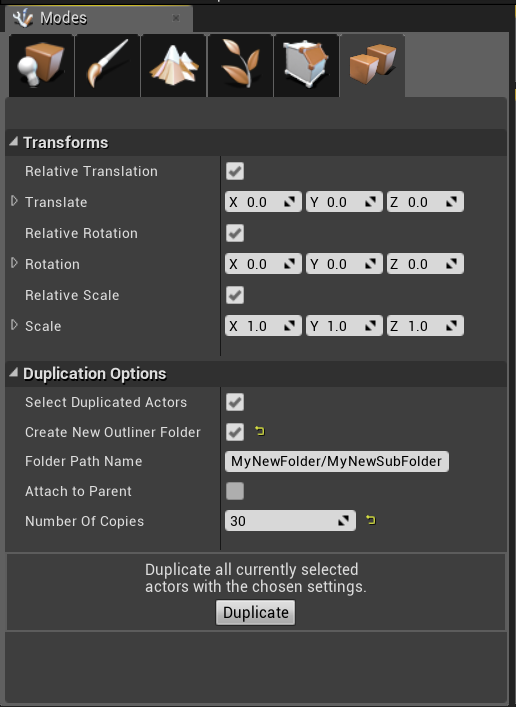 Modes
Transforms
Relative Translation
Translate X 0.0 Y 0.0 Z 0.0
Relative Rotation
Rotation X 0.0 Y 0.0 Z 0.0
Relative Scale
Scale X 1.0 Y 1.0 Z 1.0
Duplication Options
Select Duplicated Actors
Create New Outliner Folder
Folder Path Name MyNewFolder/MyNewSubFolder
Attach to Parent
Number Of Copies 30
Duplicate all currently selected
actors with the chosen settings.
Duplicate